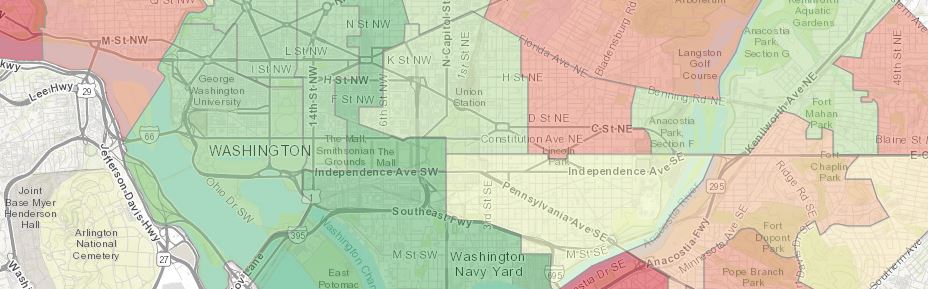 N St NW
Arboretum
Kenilworth
Aquatic
Gardens
M St NW
L St NW
N Capitol St
1st St NE
Florida Ave NE
Bladensburg Rd
Langston
Golf
Course
Anacostia
Park,
Section G
49th St NE
K St NW
I St NW
H St NW
H St NE
F St NW
14th St NW
6th St NW
George
Washington
University
Union
Station
Lee Hwy
29
Benning Rd NE
Kenilworth Ave NE
Fort
Mahan
Park
D St NE
C St NE
Anacostia
Park,
Section F
66
Constitution Ave NE
Blaine St
WASHINGTON
The Mall,
Smithsonian
Grounds
The
Mall
Lincoln
Park
Independence Ave SW
Independence Ave SE
Fort
Chaplin
Park
Joint
Base Myer
Henderson
Hall
Jefferson Davis Hwy
Ohio Dr SW
1
Pennsylvania Ave SE
3rd St SE
295
Ridge Rd SE
Southeast Fwy
Anacostia River
Arlington
National
Cemetery
395
Washington Cha
M St SW
M St SE
Washington
Navy Yard
Anacostia Fwy
Minnesota Ave SE
Fort
Dupont
Park
Southern Ave
27
East
Potomac
695
Pope Branch
Park